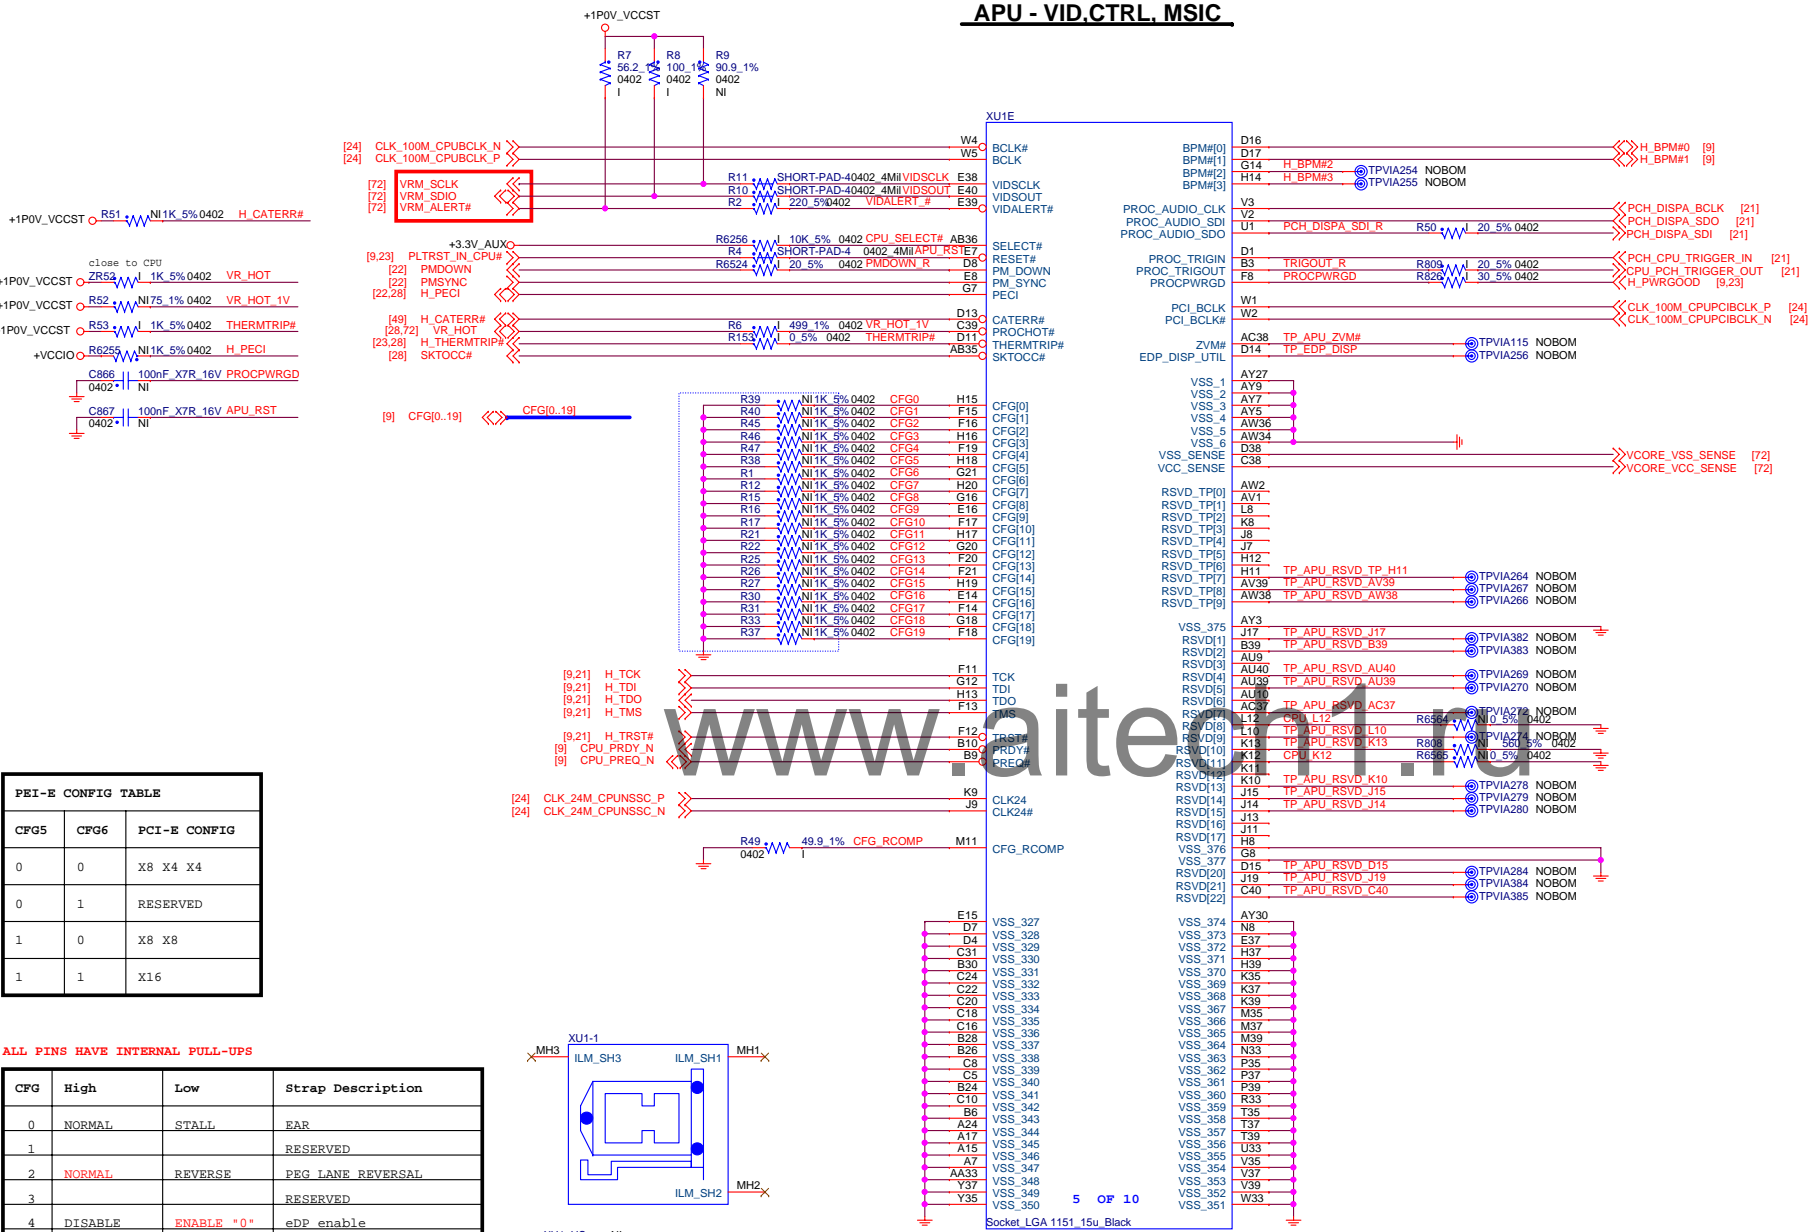 APU - VID,CTRL, MSIC
+1P0V_VCCST
R7
56.2_1%
0402
I
R8
100_1%
0402
I
R9
90.9_1%
0402
NI
XU1E
[24] CLK_100M_CPUBCLK_N
[24] CLK_100M_CPUBCLK_P
W4 BCLK#
W5 BCLK
[72] VRM_SCLK
[72] VRM_SDIO
[72] VRM_ALERT#
R11 SHORT-PAD-40402_4Mil VIDSCLK E38 VIDSCLK
R10 SHORT-PAD-40402_4Mil VIDSOUT E40 VIDSOUT
R2 I 220_5% 0402 VIDALERT_# E39 VIDALERT#
+3.3V_AUX R6256 I 10K_5% 0402 CPU_SELECT# AB36 SELECT#
[9,23] PLTRST_IN_CPU# R4 SHORT-PAD-4 0402_4Mil APU_RST E7 RESET#
[22] PMDOWN R6524 I 20_5% 0402 PMDOWN_R D8 PM_DOWN
[22] PMSYNC E8 PM_SYNC
[22,28] H_PECI G7 PECI
[49] H_CATERR# D13 CATERR#
[28,72] VR_HOT R6 I 499_1% 0402 VR_HOT_1V C39 PROCHOT#
[23,28] H_THERMTRIP# R153 I 0_5% 0402 THERMTRIP# D11 THERMTRIP#
[28] SKTOCC# AB35 SKTOCC#
+1P0V_VCCST R51 NI 1K_5% 0402 H_CATERR#
close to CPU
+1P0V_VCCST ZR52 I 1K_5% 0402 VR_HOT
+1P0V_VCCST R52 NI 75_1% 0402 VR_HOT_1V
1P0V_VCCST R53 I 1K_5% 0402 THERMTRIP#
+VCCIO R6255 NI 1K_5% 0402 H_PECI
C866 100nF_X7R_16V PROCPWRGD
0402 NI
C867 100nF_X7R_16V APU_RST
0402 NI
[9] CFG[0..19] CFG[0..19]
R39 NI 1K_5% 0402 CFG0 H15 CFG[0]
R40 NI 1K_5% 0402 CFG1 F15 CFG[1]
R45 NI 1K_5% 0402 CFG2 F16 CFG[2]
R46 NI 1K_5% 0402 CFG3 H16 CFG[3]
R47 NI 1K_5% 0402 CFG4 F19 CFG[4]
R38 NI 1K_5% 0402 CFG5 H18 CFG[5]
R1 NI 1K_5% 0402 CFG6 G21 CFG[6]
R12 NI 1K_5% 0402 CFG7 H20 CFG[7]
R15 NI 1K_5% 0402 CFG8 G16 CFG[8]
R16 NI 1K_5% 0402 CFG9 E16 CFG[9]
R17 NI 1K_5% 0402 CFG10 F17 CFG[10]
R21 NI 1K_5% 0402 CFG11 H17 CFG[11]
R22 NI 1K_5% 0402 CFG12 G20 CFG[12]
R25 NI 1K_5% 0402 CFG13 F20 CFG[13]
R26 NI 1K_5% 0402 CFG14 F21 CFG[14]
R27 NI 1K_5% 0402 CFG15 H19 CFG[15]
R30 NI 1K_5% 0402 CFG16 E14 CFG[16]
R31 NI 1K_5% 0402 CFG17 F14 CFG[17]
R33 NI 1K_5% 0402 CFG18 G18 CFG[18]
R37 NI 1K_5% 0402 CFG19 F18 CFG[19]
[9,21] H_TCK F11 TCK
[9,21] H_TDI G12 TDI
[9,21] H_TDO H13 TDO
[9,21] H_TMS F13 TMS
[9,21] H_TRST# F12 TRST#
[9] CPU_PRDY_N B10 PRDY#
[9] CPU_PREQ_N B9 PREQ#
[24] CLK_24M_CPUNSSC_P K9 CLK24
[24] CLK_24M_CPUNSSC_N J9 CLK24#
R49 49.9_1% CFG_RCOMP M11 CFG_RCOMP
0402 I
E15 VSS_327
D7 VSS_328
D4 VSS_329
C31 VSS_330
B30 VSS_331
C24 VSS_332
C22 VSS_333
C20 VSS_334
C18 VSS_335
C16 VSS_336
B28 VSS_337
B26 VSS_338
C8 VSS_339
C5 VSS_340
B24 VSS_341
C10 VSS_342
B6 VSS_343
A24 VSS_344
A17 VSS_345
A15 VSS_346
A7 VSS_347
AA33 VSS_348
Y37 VSS_349
Y35 VSS_350
BPM#[0] D16 H_BPM#0 [9]
BPM#[1] D17 H_BPM#1 [9]
BPM#[2] G14 H_BPM#2 TPVIA254 NOBOM
BPM#[3] H14 H_BPM#3 TPVIA255 NOBOM
PROC_AUDIO_CLK V3 PCH_DISPA_BCLK [21]
PROC_AUDIO_SDI V2 PCH_DISPA_SDO [21]
PROC_AUDIO_SDO U1 PCH_DISPA_SDI_R R50 I 20_5% 0402 PCH_DISPA_SDI [21]
PROC_TRIGIN D1 PCH_CPU_TRIGGER_IN [21]
PROC_TRIGOUT B3 TRIGOUT_R R809 I 20_5% 0402 CPU_PCH_TRIGGER_OUT [21]
PROCPWRGD F8 PROCPWRGD R826 I 30_5% 0402 H_PWRGOOD [9,23]
PCI_BCLK W1 CLK_100M_CPUPCIBCLK_P [24]
PCI_BCLK# W2 CLK_100M_CPUPCIBCLK_N [24]
ZVM# AC38 TP_APU_ZVM# TPVIA115 NOBOM
EDP_DISP_UTIL D14 TP_EDP_DISP TPVIA256 NOBOM
VSS_1 AY27
VSS_2 AY9
VSS_3 AY7
VSS_4 AY5
VSS_5 AW36
VSS_6 AW34
VSS_SENSE D38 VCORE_VSS_SENSE [72]
VCC_SENSE C38 VCORE_VCC_SENSE [72]
RSVD_TP[0] AW2
RSVD_TP[1] AV1
RSVD_TP[2] L8
RSVD_TP[3] K8
RSVD_TP[4] J8
RSVD_TP[5] J7
RSVD_TP[6] H12
RSVD_TP[7] H11 TP_APU_RSVD_TP_H11 TPVIA264 NOBOM
RSVD_TP[8] AV39 TP_APU_RSVD_AV39 TPVIA267 NOBOM
RSVD_TP[9] AW38 TP_APU_RSVD_AW38 TPVIA266 NOBOM
VSS_375 AY3
RSVD[1] J17 TP_APU_RSVD_J17 TPVIA382 NOBOM
RSVD[2] B39 TP_APU_RSVD_B39 TPVIA383 NOBOM
RSVD[3] AU9
RSVD[4] AU40 TP_APU_RSVD_AU40 TPVIA269 NOBOM
RSVD[5] AU39 TP_APU_RSVD_AU39 TPVIA270 NOBOM
RSVD[6] AU10
RSVD[7] AC37 TP_APU_RSVD_AC37 TPVIA272 NOBOM
RSVD[8] L12 CPU_L12 R6564 NI 0_5% 0402
RSVD[9] L10 TP_APU_RSVD_L10 TPVIA274 NOBOM
RSVD[10] K13 TP_APU_RSVD_K13 R808 NI 560_5% 0402
RSVD[11] K12 CPU_K12 R6565 NI 0_5% 0402
RSVD[12] K11
RSVD[13] K10 TP_APU_RSVD_K10 TPVIA278 NOBOM
RSVD[14] J15 TP_APU_RSVD_J15 TPVIA279 NOBOM
RSVD[15] J14 TP_APU_RSVD_J14 TPVIA280 NOBOM
RSVD[16] J13
RSVD[17] J11
VSS_376 H8
VSS_377 G8
RSVD[20] D15 TP_APU_RSVD_D15 TPVIA284 NOBOM
RSVD[21] J19 TP_APU_RSVD_J19 TPVIA384 NOBOM
RSVD[22] C40 TP_APU_RSVD_C40 TPVIA385 NOBOM
VSS_374 AY30
VSS_373 N8
VSS_372 E37
VSS_371 H37
VSS_370 H39
VSS_369 K35
VSS_368 K37
VSS_367 K39
VSS_366 M35
VSS_365 M37
VSS_364 M39
VSS_363 N33
VSS_362 P35
VSS_361 P37
VSS_360 P39
VSS_359 R33
VSS_358 T35
VSS_357 T37
VSS_356 T39
VSS_355 U33
VSS_354 V35
VSS_353 V37
VSS_352 V39
VSS_351 W33
5 OF 10
Socket_LGA 1151_15u_Black
www.aitech1.ru
PEI-E CONFIG TABLE
CFG5 CFG6 PCI-E CONFIG
0 0 X8 X4 X4
0 1 RESERVED
1 0 X8 X8
1 1 X16
ALL PINS HAVE INTERNAL PULL-UPS
CFG High Low Strap Description
0 NORMAL STALL EAR
1 RESERVED
2 NORMAL REVERSE PEG LANE REVERSAL
3 RESERVED
4 DISABLE ENABLE "0" eDP enable
XU1-1
MH3 ILM_SH3 ILM_SH1 MH1
ILM_SH2 MH2